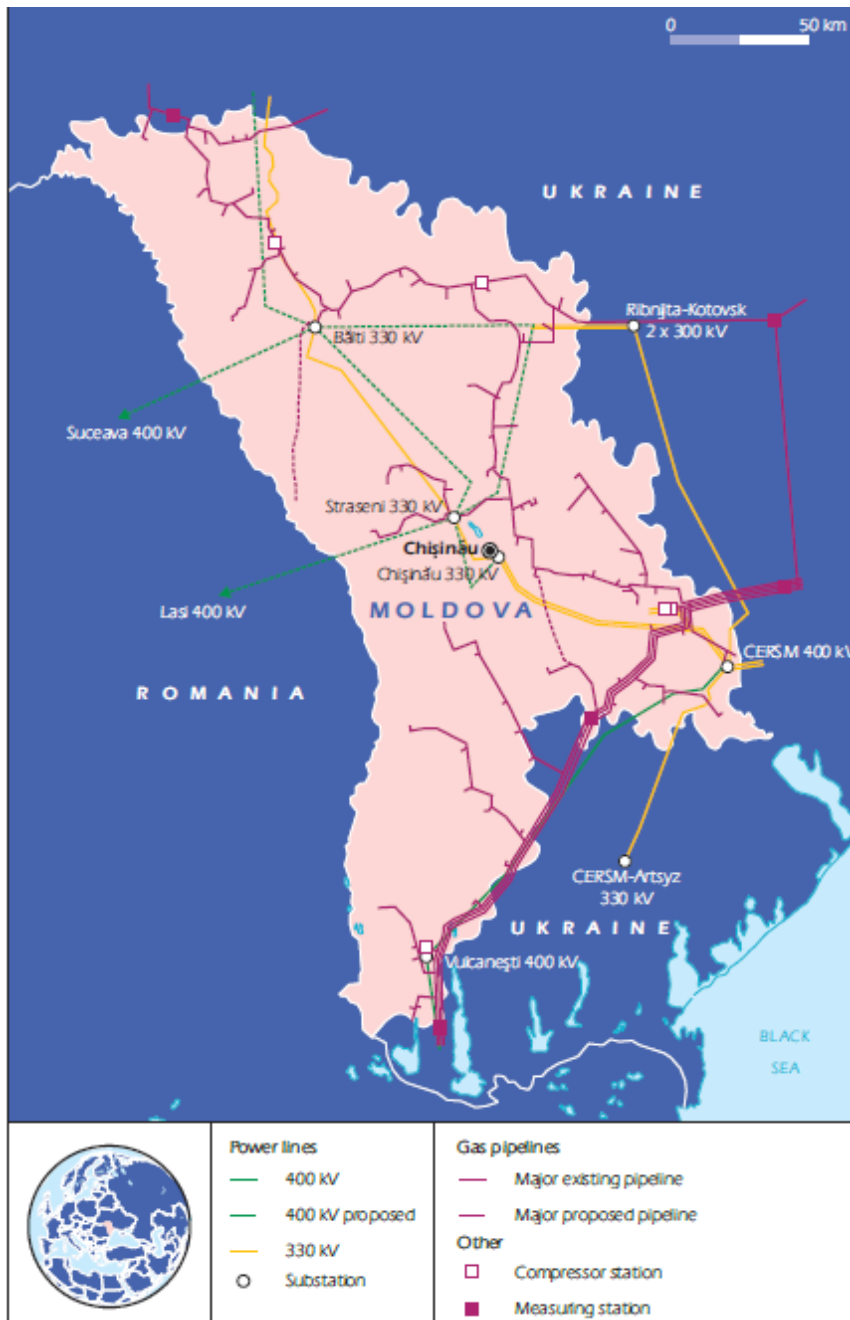 0 50 km
UKRAINE
Ribnijta-Kotovsk
2 x 300 kV
Bălti 330 kV
Suceava 400 kV
Straseni 330 kV
Chişinău
Chişinău 330 kV
Lasi 400 kV
MOLDOVA
CERSM 400 kV
ROMANIA
CERSM-Artsyz
330 kV
UKRAINE
Vulcaneşti 400 kV
BLACK
SEA
Power lines
400 kV
400 kV proposed
330 kV
Substation
Gas pipelines
Major existing pipeline
Major proposed pipeline
Other
Compressor station
Measuring station